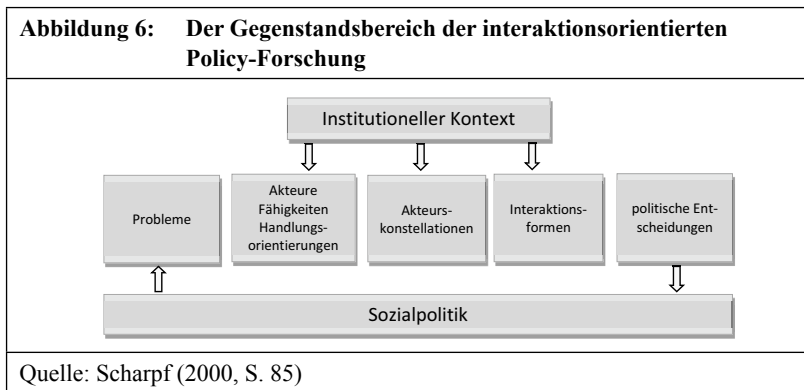 Abbildung 6: Der Gegenstandsbereich der interaktionsorientierten
Policy-Forschung
Institutioneller Kontext
Probleme
Akteure
Fähigkeiten
Handlungs-
orientierungen
Akteurs-
konstellationen
Interaktions-
formen
politische Ent-
scheidungen
Sozialpolitik
Quelle: Scharpf (2000, S. 85)